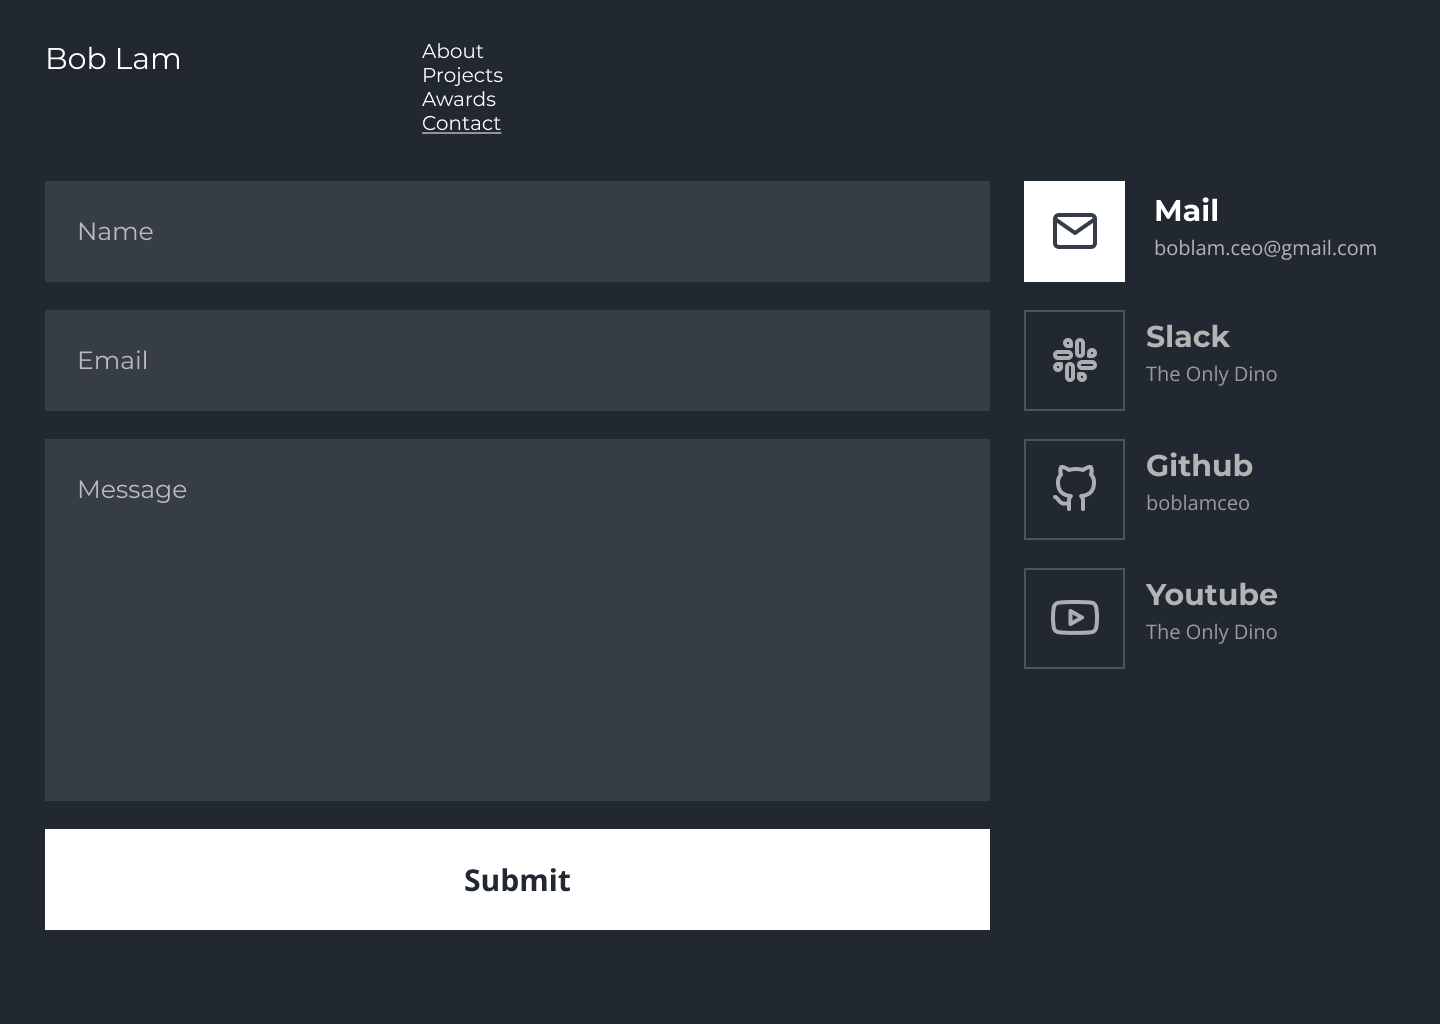 Bob Lam
About
Projects
Awards
Contact
Name
Email
Message
Submit
Mail
boblam.ceo@gmail.com
Slack
The Only Dino
Github
boblamceo
Youtube
The Only Dino